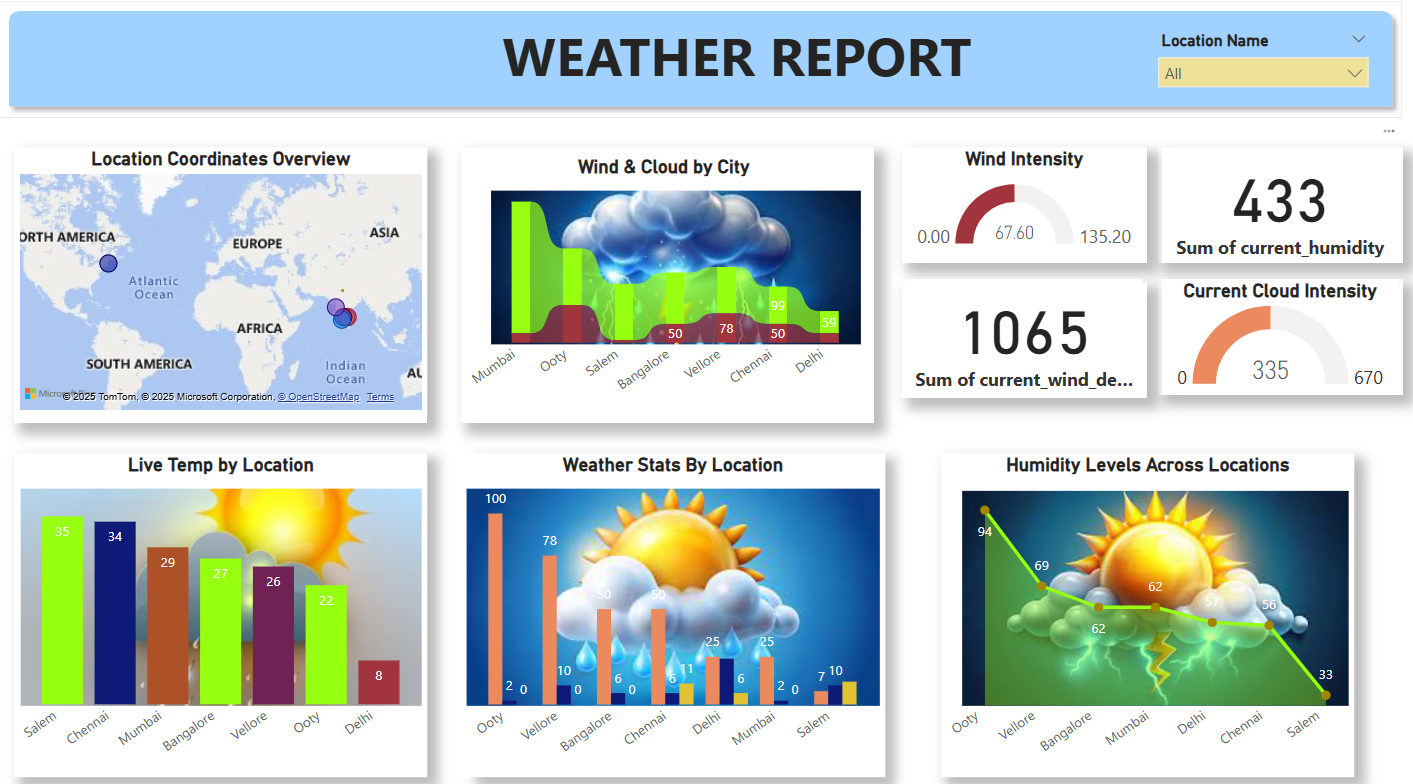 WEATHER REPORT
Location Name
All
Location Coordinates Overview
ORTH AMERICA
EUROPE
ASIA
Atlantic
Ocean
AFRICA
SOUTH AMERICA
Indian
Ocean
AU
© 2025 TomTom, © 2025 Microsoft Corporation, © OpenStreetMap Terms
Wind & Cloud by City
99
59
50
78
50
Mumbai
Ooty
Salem
Bangalore
Vellore
Chennai
Delhi
Wind Intensity
0.00
67.60
135.20
433
Sum of current_humidity
1065
Sum of current_wind_de...
Current Cloud Intensity
0
335
670
Live Temp by Location
35
34
29
27
26
22
8
Salem
Chennai
Mumbai
Bangalore
Vellore
Ooty
Delhi
Weather Stats By Location
100
2
0
78
10
0
50
6
0
50
6
11
25
6
25
2
0
7
10
Ooty
Vellore
Bangalore
Chennai
Delhi
Mumbai
Salem
Humidity Levels Across Locations
94
69
62
62
57
56
33
Ooty
Vellore
Bangalore
Mumbai
Delhi
Chennai
Salem